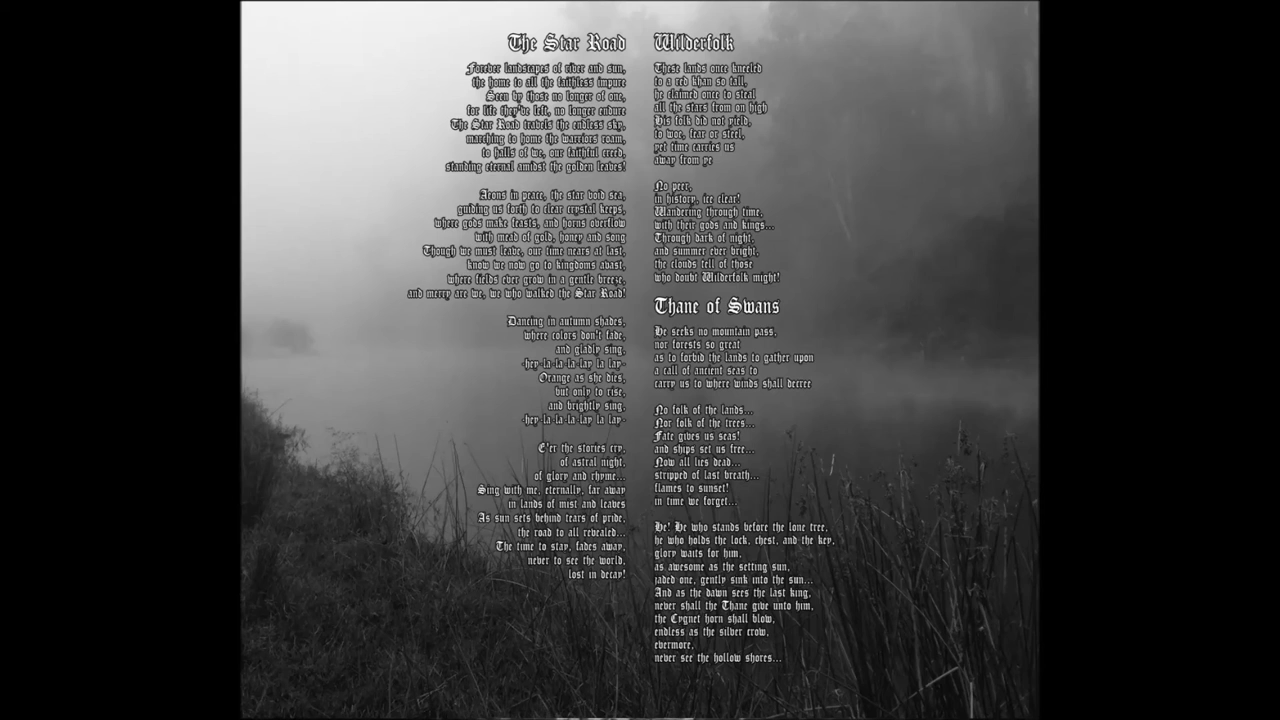 The Star Road
Forever landscapes of river and sun,
the home to all the faithless impure
Seen by those no longer of one,
for life they've left, no longer endure
The Star Road travels the endless sky,
marching to home the warriors roam,
to halls of we, our faithful creed,
standing eternal amidst the golden leaves!
Aeons in peace, the star void sea,
guiding us forth to clear crystal keeps,
where gods make feasts, and horns overflow
with mead of gold, honey and song
Though we must leave, our time nears at last,
know we now go to kingdoms avast,
where fields ever grow in a gentle breeze,
and merry are we, we who walked the Star Road!
Dancing in autumn shades,
where colors don't fade,
and gladly sing,
-hey-la-la-la-lay la lay-
Orange as she dies,
but only to rise,
and brightly sing,
-hey-la-la-la-lay la lay-
E'er the stories cry,
of astral night,
of glory and rhyme...
Sing with me, eternally, far away
in lands of mist and leaves
As sun sets behind tears of pride,
the road to all revealed...
The time to stay, fades away,
never to see the world,
lost in decay!
Wilderfolk
These lands once kneeled
to a red khan so tall,
he claimed once to steal
all the stars from on high
His folk did not yield,
to woe, fear or steel,
yet time carries us
away from ye
No peer,
in history, ice clear!
Wandering through time,
with their gods and kings...
Through dark of night,
and summer ever bright,
the clouds tell of those
who doubt Wilderfolk might!
Thane of Swans
He seeks no mountain pass,
nor forests so great
as to forbid the lands to gather upon
a call of ancient seas to
carry us to where winds shall decree
No folk of the lands...
Nor folk of the trees...
Fate gives us seas!
and ships set us free...
Now all lies dead...
stripped of last breath...
flames to sunset!
in time we forget...
He! He who stands before the lone tree,
he who holds the lock, chest, and the key,
glory waits for him,
as awesome as the setting sun,
jaded one, gently sink into the sun...
And as the dawn sees the last king,
never shall the Thane give unto him,
the Cygnet horn shall blow,
endless as the silver crow,
evermore,
never see the hollow shores...